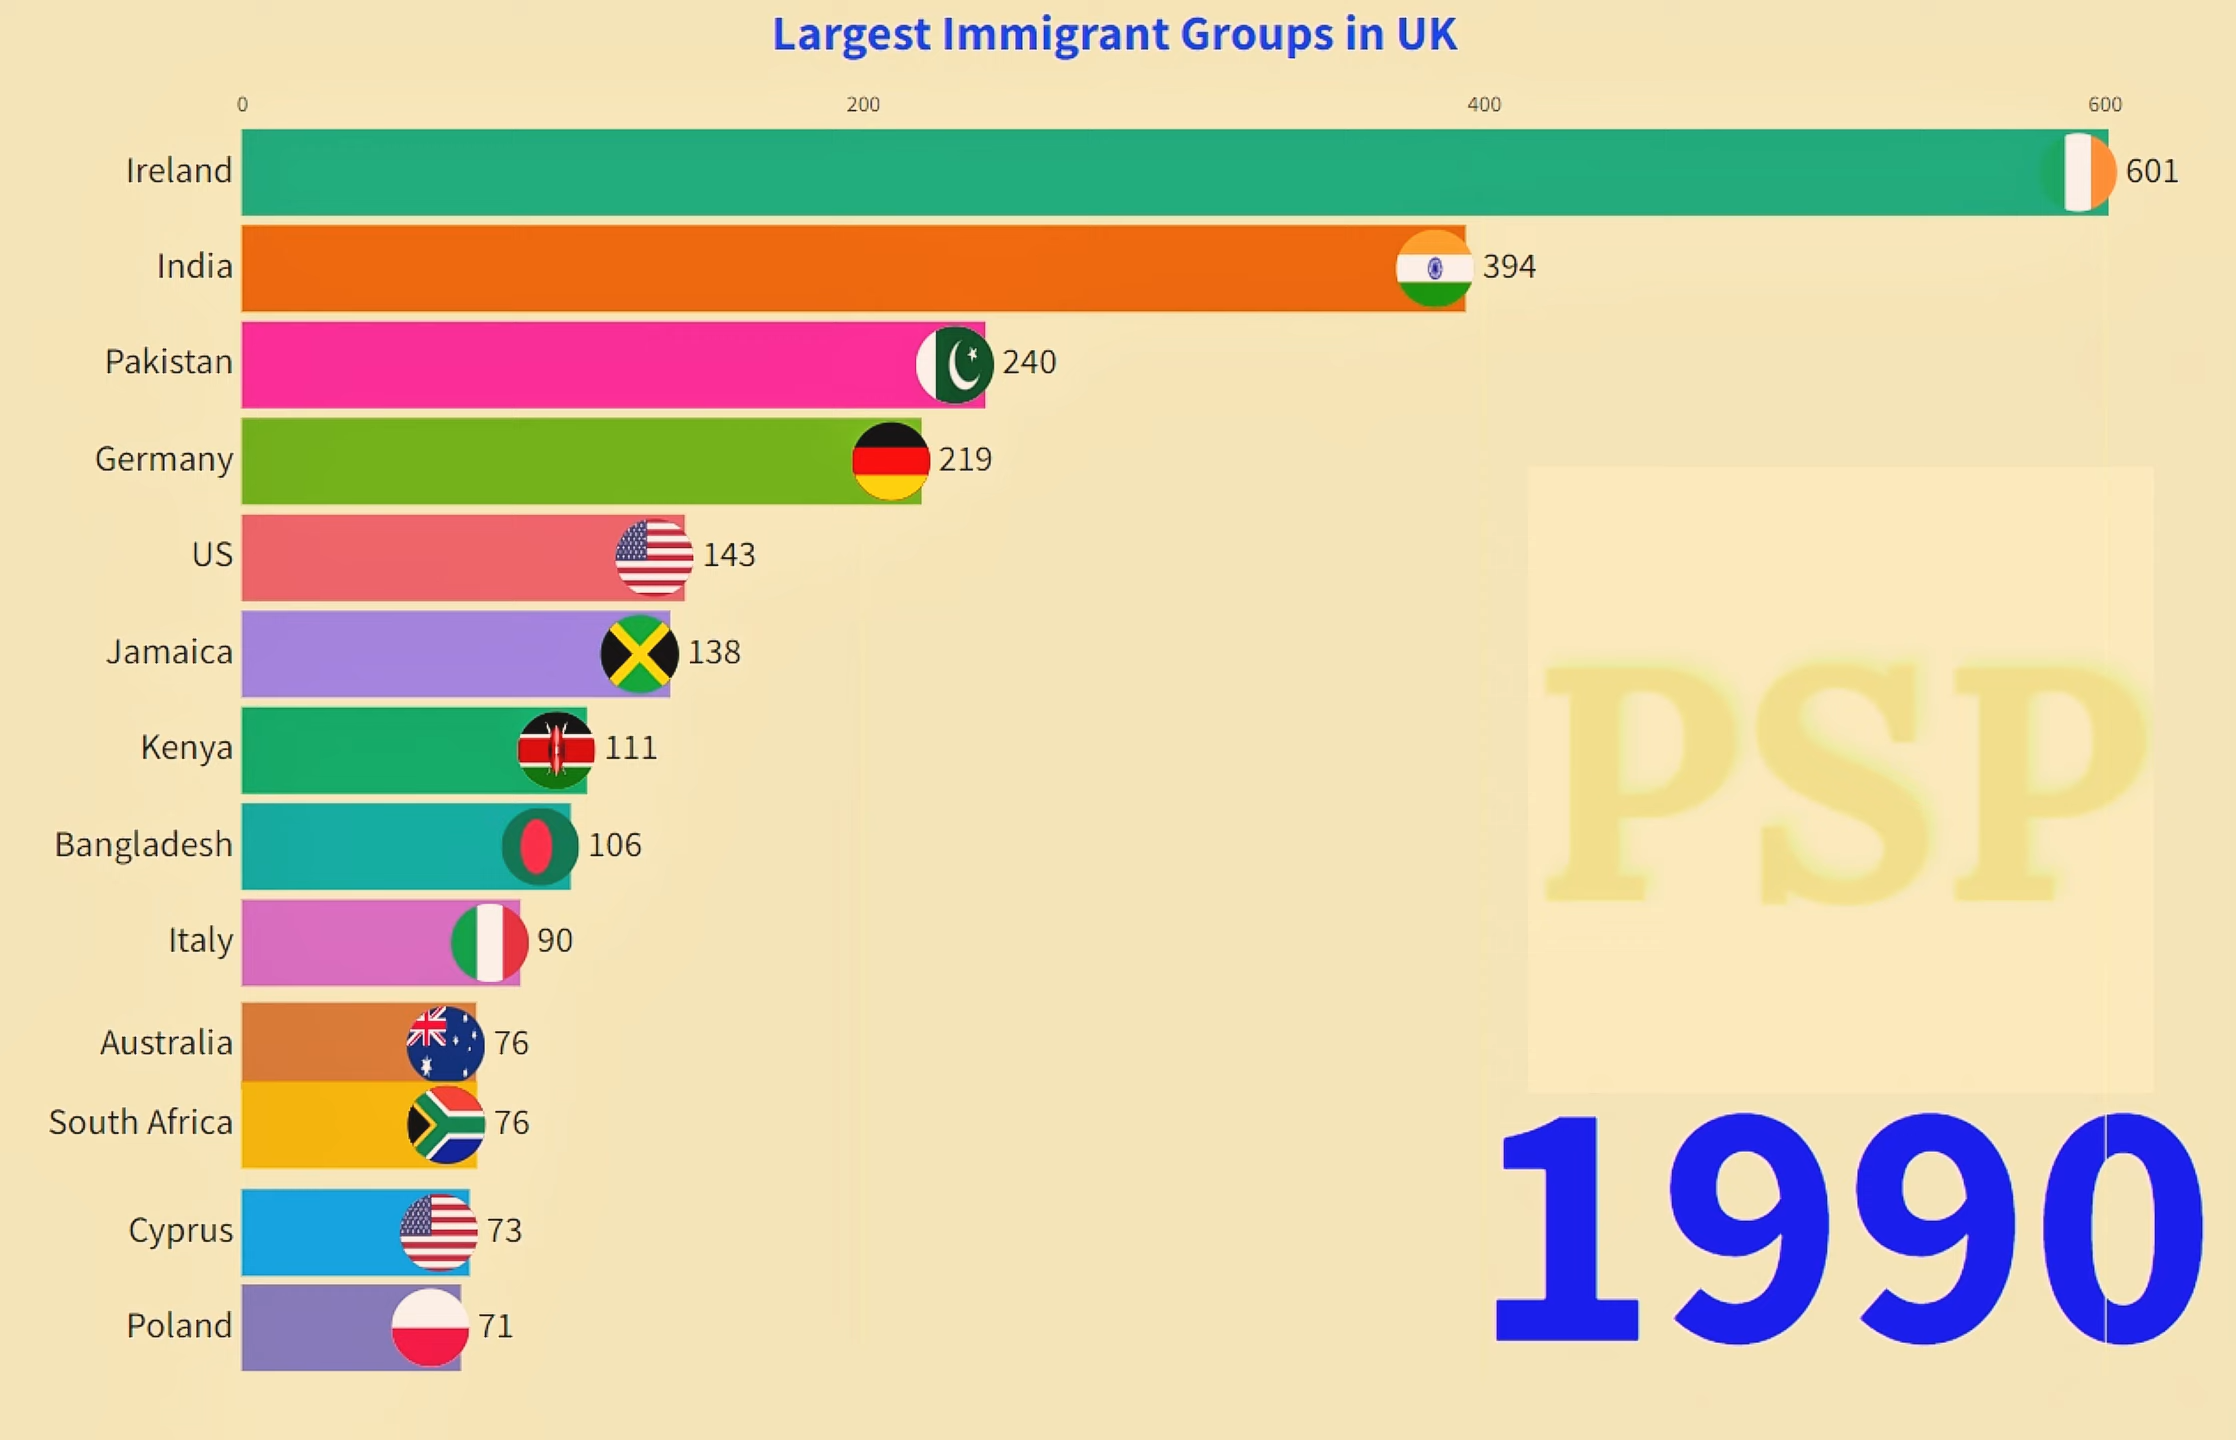 Largest Immigrant Groups in UK
0 200 400 600
Ireland 601
India 394
Pakistan 240
Germany 219
US 143
Jamaica 138
Kenya 111
Bangladesh 106
Italy 90
Australia 76
South Africa 76
Cyprus 73
Poland 71
PSP
1990